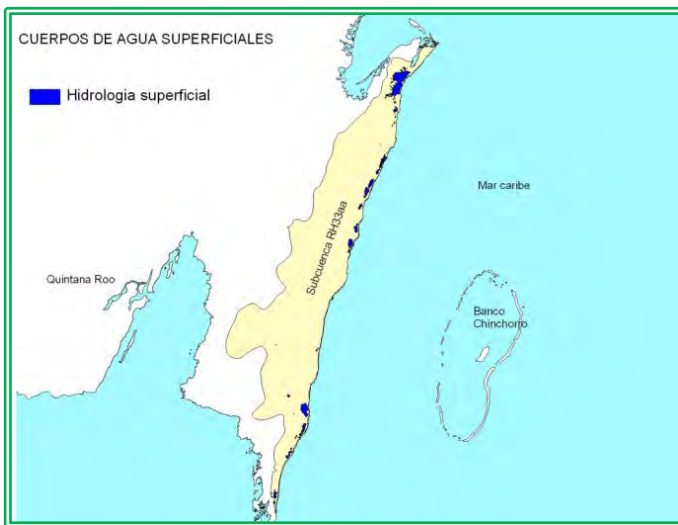 CUERPOS DE AGUA SUPERFICIALES
Hidrologia superficial
Mar caribe
Subcuenca RH33aa
Quintana Roo
Banco
Chinchorro